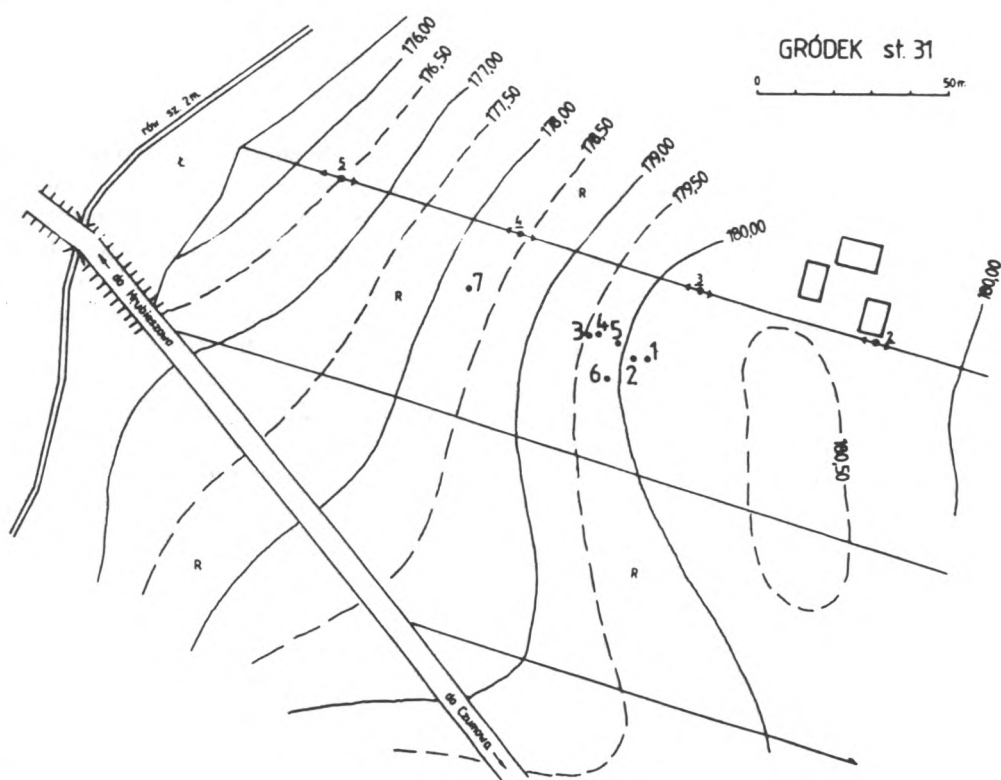 GRÓDEK st. 31
0 50 m.
176,00
176,50
177,00
177,50
178,00
178,50
179,00
179,50
180,00
180,00
180,50
rów sz. 2m.
Ł
5
4
3
2
R
R
R
R
7
3
4
5
6
2
1
← do Hrubieszowa
do Czumowa →